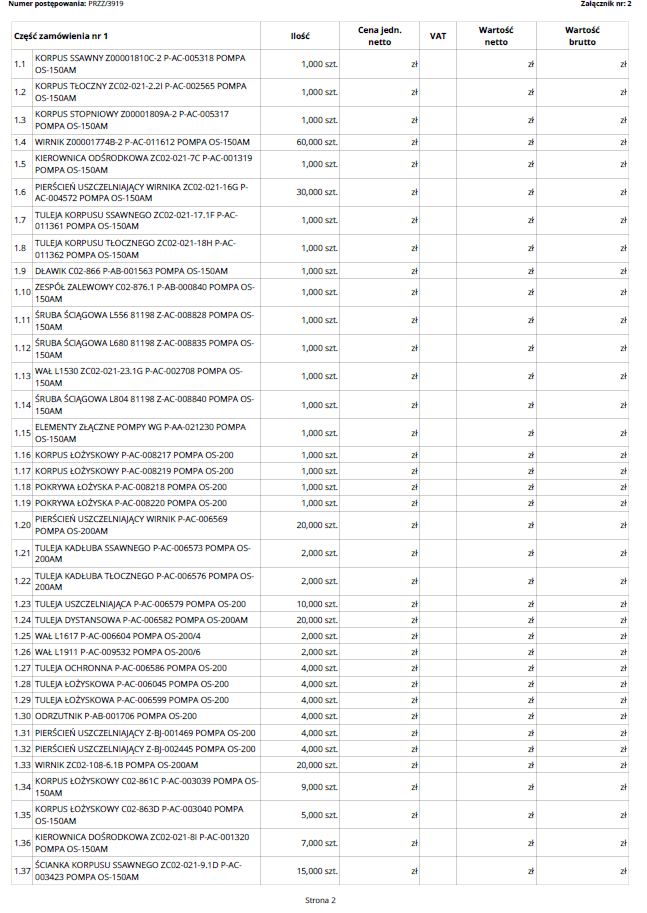 Numer postępowania: PRZZ/3919 Załącznik nr: 2
Część zamówienia nr 1 Ilość Cena jedn. netto VAT Wartość netto Wartość brutto
1.1 KORPUS SSAWNY Z00001810C-2 P-AC-005318 POMPA
OS-150AM 1,000 szt. zł zł zł
1.2 KORPUS TŁOCZNY ZC02-021-2.2I P-AC-002565 POMPA
OS-150AM 1,000 szt. zł zł zł
1.3 KORPUS STOPNIOWY Z00001809A-2 P-AC-005317
POMPA OS-150AM 1,000 szt. zł zł zł
1.4 WIRNIK Z00001774B-2 P-AC-011612 POMPA OS-150AM 60,000 szt. zł zł zł
1.5 KIEROWNICA ODŚRODKOWA ZC02-021-7C P-AC-001319
POMPA OS-150AM 1,000 szt. zł zł zł
1.6 PIERŚCIEŃ USZCZELNIAJĄCY WIRNIKA ZC02-021-16G P-
AC-004572 POMPA OS-150AM 30,000 szt. zł zł zł
1.7 TULEJA KORPUSU SSAWNEGO ZC02-021-17.1F P-AC-
011361 POMPA OS-150AM 1,000 szt. zł zł zł
1.8 TULEJA KORPUSU TŁOCZNEGO ZC02-021-18H P-AC-
011362 POMPA OS-150AM 1,000 szt. zł zł zł
1.9 DŁAWIK C02-866 P-AB-001563 POMPA OS-150AM 1,000 szt. zł zł zł
1.10 ZESPÓŁ ZALEWOWY C02-876.1 P-AB-000840 POMPA OS-
150AM 1,000 szt. zł zł zł
1.11 ŚRUBA ŚCIĄGOWA L556 81198 Z-AC-008828 POMPA OS-
150AM 1,000 szt. zł zł zł
1.12 ŚRUBA ŚCIĄGOWA L680 81198 Z-AC-008835 POMPA OS-
150AM 1,000 szt. zł zł zł
1.13 WAŁ L1530 ZC02-021-23.1G P-AC-002708 POMPA OS-
150AM 1,000 szt. zł zł zł
1.14 ŚRUBA ŚCIĄGOWA L804 81198 Z-AC-008840 POMPA OS-
150AM 1,000 szt. zł zł zł
1.15 ELEMENTY ZŁĄCZNE POMPY WG P-AA-021230 POMPA
OS-150AM 1,000 szt. zł zł zł
1.16 KORPUS ŁOŻYSKOWY P-AC-008217 POMPA OS-200 1,000 szt. zł zł zł
1.17 KORPUS ŁOŻYSKOWY P-AC-008219 POMPA OS-200 1,000 szt. zł zł zł
1.18 POKRYWA ŁOŻYSKA P-AC-008218 POMPA OS-200 1,000 szt. zł zł zł
1.19 POKRYWA ŁOŻYSKA P-AC-008220 POMPA OS-200 1,000 szt. zł zł zł
1.20 PIERŚCIEŃ USZCZELNIAJĄCY WIRNIK P-AC-006569
POMPA OS-200AM 20,000 szt. zł zł zł
1.21 TULEJA KADŁUBA SSAWNEGO P-AC-006573 POMPA OS-
200AM 2,000 szt. zł zł zł
1.22 TULEJA KADŁUBA TŁOCZNEGO P-AC-006576 POMPA OS-
200AM 2,000 szt. zł zł zł
1.23 TULEJA USZCZELNIAJĄCA P-AC-006579 POMPA OS-200 10,000 szt. zł zł zł
1.24 TULEJA DYSTANSOWA P-AC-006582 POMPA OS-200AM 20,000 szt. zł zł zł
1.25 WAŁ L1617 P-AC-006604 POMPA OS-200/4 2,000 szt. zł zł zł
1.26 WAŁ L1911 P-AC-009532 POMPA OS-200/6 2,000 szt. zł zł zł
1.27 TULEJA OCHRONNA P-AC-006586 POMPA OS-200 4,000 szt. zł zł zł
1.28 TULEJA ŁOŻYSKOWA P-AC-006045 POMPA OS-200 4,000 szt. zł zł zł
1.29 TULEJA ŁOŻYSKOWA P-AC-006599 POMPA OS-200 4,000 szt. zł zł zł
1.30 ODRZUTNIK P-AB-001706 POMPA OS-200 4,000 szt. zł zł zł
1.31 PIERŚCIEŃ USZCZELNIAJĄCY Z-BJ-001469 POMPA OS-200 4,000 szt. zł zł zł
1.32 PIERŚCIEŃ USZCZELNIAJĄCY Z-BJ-002445 POMPA OS-200 4,000 szt. zł zł zł
1.33 WIRNIK ZC02-108-6.1B POMPA OS-200AM 20,000 szt. zł zł zł
1.34 KORPUS ŁOŻYSKOWY C02-861C P-AC-003039 POMPA OS-
150AM 9,000 szt. zł zł zł
1.35 KORPUS ŁOŻYSKOWY C02-863D P-AC-003040 POMPA
OS-150AM 5,000 szt. zł zł zł
1.36 KIEROWNICA DOŚRODKOWA ZC02-021-8I P-AC-001320
POMPA OS-150AM 7,000 szt. zł zł zł
1.37 ŚCIANKA KORPUSU SSAWNEGO ZC02-021-9.1D P-AC-
003423 POMPA OS-150AM 15,000 szt. zł zł zł
Strona 2